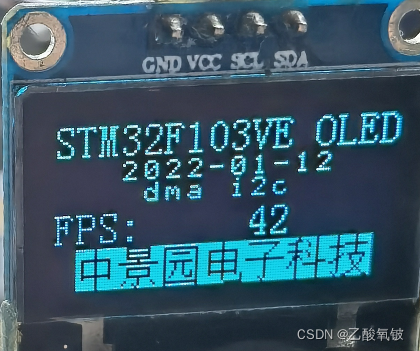 GND VCC SCL SDA
STM32F103VE OLED
2022-01-12
dma i2c
FPS: 42
中景园电子科技
CSDN @乙酸氧铍